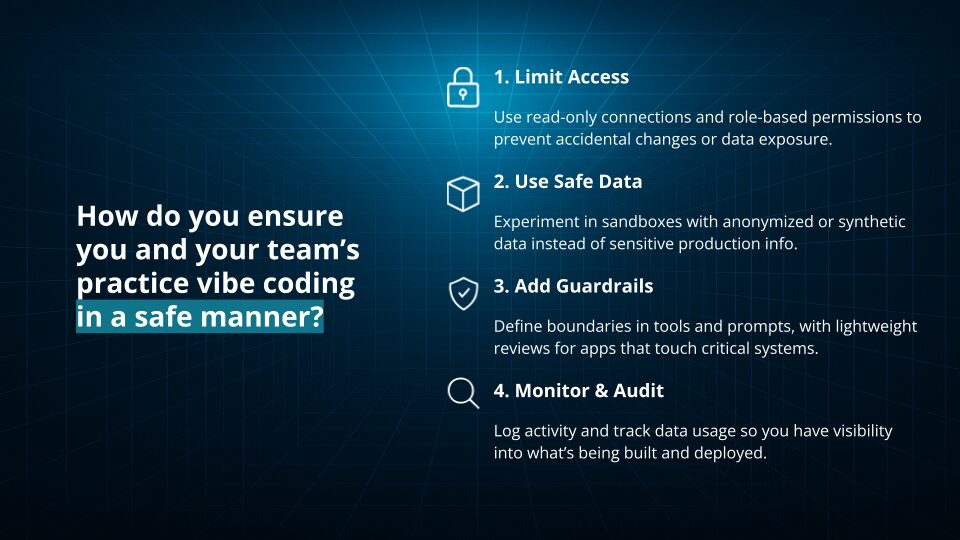 How do you ensure
you and your team’s
practice vibe coding
in a safe manner?
1. Limit Access
Use read-only connections and role-based permissions to
prevent accidental changes or data exposure.
2. Use Safe Data
Experiment in sandboxes with anonymized or synthetic
data instead of sensitive production info.
3. Add Guardrails
Define boundaries in tools and prompts, with lightweight
reviews for apps that touch critical systems.
4. Monitor & Audit
Log activity and track data usage so you have visibility
into what’s being built and deployed.